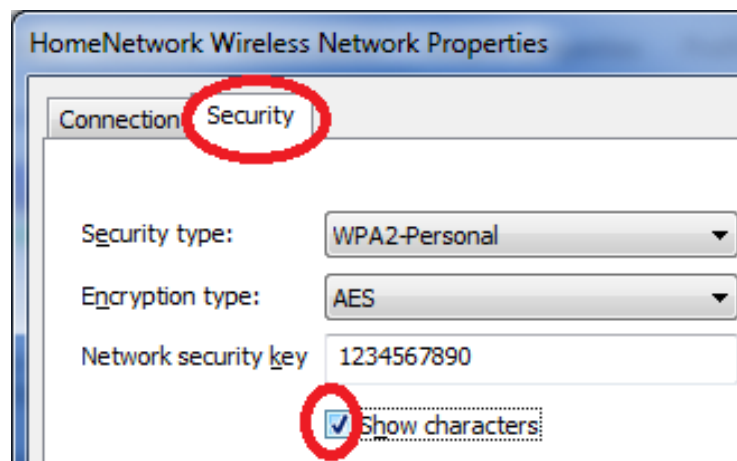 HomeNetwork Wireless Network Properties
Connection Security
Security type: WPA2-Personal
Encryption type: AES
Network security key 1234567890
Show characters